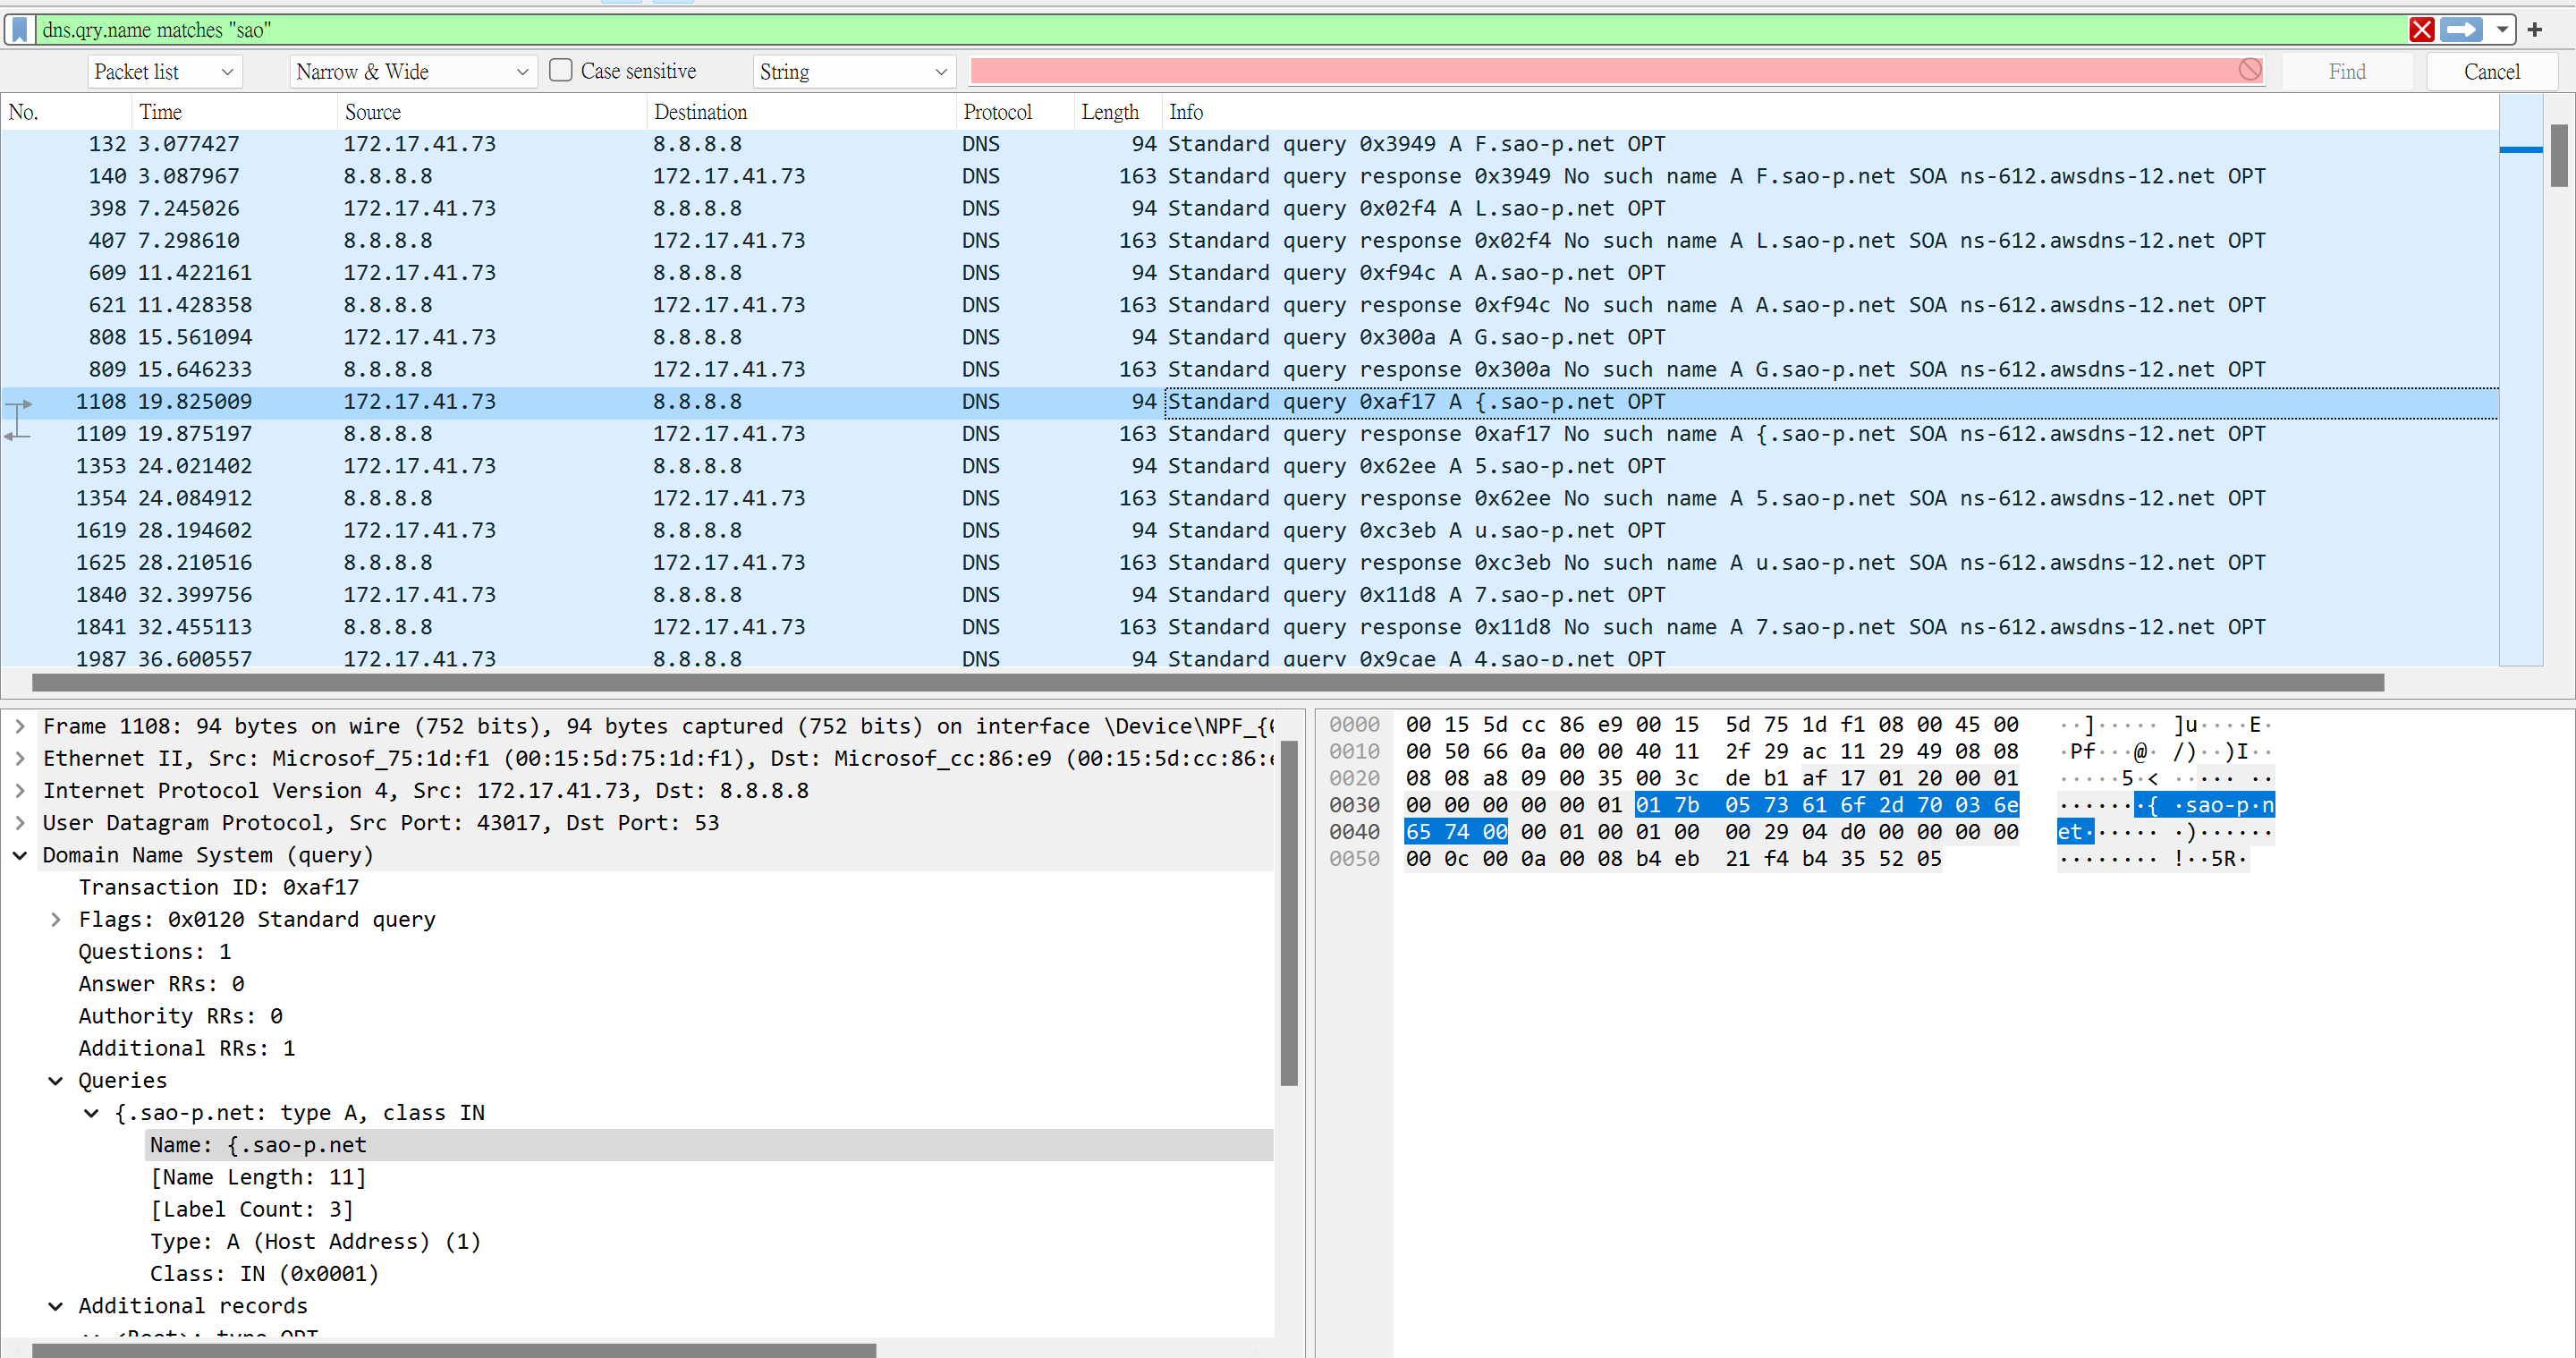 dns.qry.name matches "sao"
Packet list Narrow & Wide Case sensitive String Find Cancel
No. Time Source Destination Protocol Length Info
132 3.077427 172.17.41.73 8.8.8.8 DNS 94 Standard query 0x3949 A F.sao-p.net OPT
140 3.087967 8.8.8.8 172.17.41.73 DNS 163 Standard query response 0x3949 No such name A F.sao-p.net SOA ns-612.awsdns-12.net OPT
398 7.245026 172.17.41.73 8.8.8.8 DNS 94 Standard query 0x02f4 A L.sao-p.net OPT
407 7.298610 8.8.8.8 172.17.41.73 DNS 163 Standard query response 0x02f4 No such name A L.sao-p.net SOA ns-612.awsdns-12.net OPT
609 11.422161 172.17.41.73 8.8.8.8 DNS 94 Standard query 0xf94c A A.sao-p.net OPT
621 11.428358 8.8.8.8 172.17.41.73 DNS 163 Standard query response 0xf94c No such name A A.sao-p.net SOA ns-612.awsdns-12.net OPT
808 15.561094 172.17.41.73 8.8.8.8 DNS 94 Standard query 0x300a A G.sao-p.net OPT
809 15.646233 8.8.8.8 172.17.41.73 DNS 163 Standard query response 0x300a No such name A G.sao-p.net SOA ns-612.awsdns-12.net OPT
1108 19.825009 172.17.41.73 8.8.8.8 DNS 94 Standard query 0xaf17 A {.sao-p.net OPT
1109 19.875197 8.8.8.8 172.17.41.73 DNS 163 Standard query response 0xaf17 No such name A {.sao-p.net SOA ns-612.awsdns-12.net OPT
1353 24.021402 172.17.41.73 8.8.8.8 DNS 94 Standard query 0x62ee A 5.sao-p.net OPT
1354 24.084912 8.8.8.8 172.17.41.73 DNS 163 Standard query response 0x62ee No such name A 5.sao-p.net SOA ns-612.awsdns-12.net OPT
1619 28.194602 172.17.41.73 8.8.8.8 DNS 94 Standard query 0xc3eb A u.sao-p.net OPT
1625 28.210516 8.8.8.8 172.17.41.73 DNS 163 Standard query response 0xc3eb No such name A u.sao-p.net SOA ns-612.awsdns-12.net OPT
1840 32.399756 172.17.41.73 8.8.8.8 DNS 94 Standard query 0x11d8 A 7.sao-p.net OPT
1841 32.455113 8.8.8.8 172.17.41.73 DNS 163 Standard query response 0x11d8 No such name A 7.sao-p.net SOA ns-612.awsdns-12.net OPT
1987 36.600557 172.17.41.73 8.8.8.8 DNS 94 Standard query 0x9cae A 4.sao-p.net OPT
Frame 1108: 94 bytes on wire (752 bits), 94 bytes captured (752 bits) on interface \Device\NPF_{
Ethernet II, Src: Microsof_75:1d:f1 (00:15:5d:75:1d:f1), Dst: Microsof_cc:86:e9 (00:15:5d:cc:86:
Internet Protocol Version 4, Src: 172.17.41.73, Dst: 8.8.8.8
User Datagram Protocol, Src Port: 43017, Dst Port: 53
Domain Name System (query)
Transaction ID: 0xaf17
Flags: 0x0120 Standard query
Questions: 1
Answer RRs: 0
Authority RRs: 0
Additional RRs: 1
Queries
{.sao-p.net: type A, class IN
Name: {.sao-p.net
[Name Length: 11]
[Label Count: 3]
Type: A (Host Address) (1)
Class: IN (0x0001)
Additional records
<Root>: type OPT
0000 00 15 5d cc 86 e9 00 15 5d 75 1d f1 08 00 45 00 ··]····· ]u····E·
0010 00 50 66 0a 00 00 40 11 2f 29 ac 11 29 49 08 08 ·Pf···@· /)··)I··
0020 08 08 a8 09 00 35 00 3c de b1 af 17 01 20 00 01 ·····5·< ····· ··
0030 00 00 00 00 00 01 01 7b 05 73 61 6f 2d 70 03 6e ·······{ ·sao-p·n
0040 65 74 00 00 01 00 01 00 00 29 04 d0 00 00 00 00 et······ ·)······
0050 00 0c 00 0a 00 08 b4 eb 21 f4 b4 35 52 05 ········ !··5R·